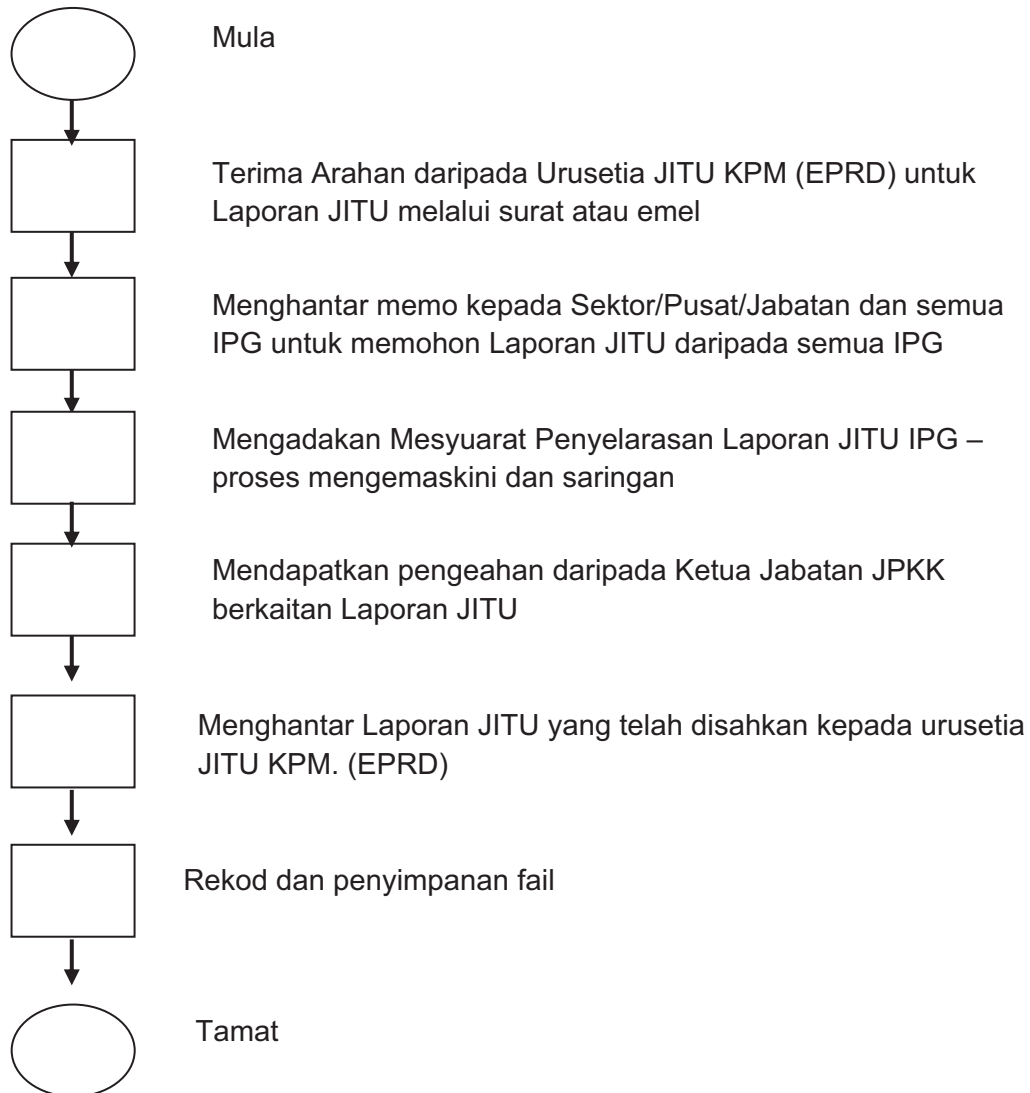 Mula
Terima Arahan daripada Urusetia JITU KPM (EPRD) untuk
Laporan JITU melalui surat atau emel
Menghantar memo kepada Sektor/Pusat/Jabatan dan semua
IPG untuk memohon Laporan JITU daripada semua IPG
Mengadakan Mesyuarat Penyelarasan Laporan JITU IPG –
proses mengemaskini dan saringan
Mendapatkan pengeahan daripada Ketua Jabatan JPKK
berkaitan Laporan JITU
Menghantar Laporan JITU yang telah disahkan kepada urusetia
JITU KPM. (EPRD)
Rekod dan penyimpanan fail
Tamat